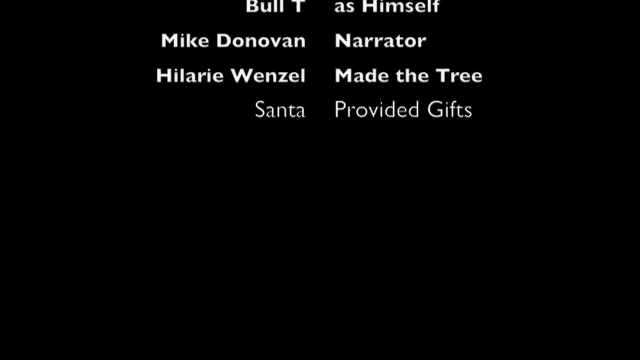 Bull T as Himself
Mike Donovan Narrator
Hilarie Wenzel Made the Tree
Santa Provided Gifts